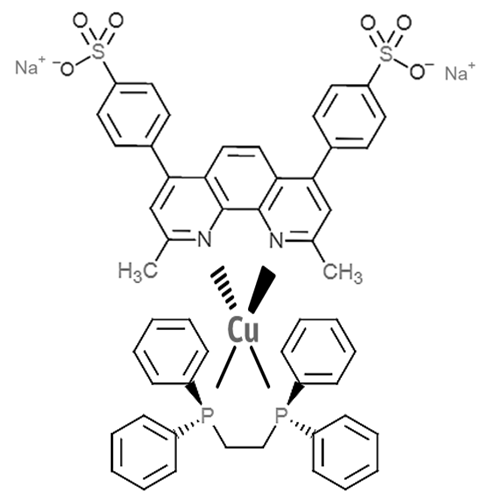 O O
S
Na⁺ ⁻O
O O
S
O⁻ Na⁺
N N
H₃C CH₃
Cu
P P